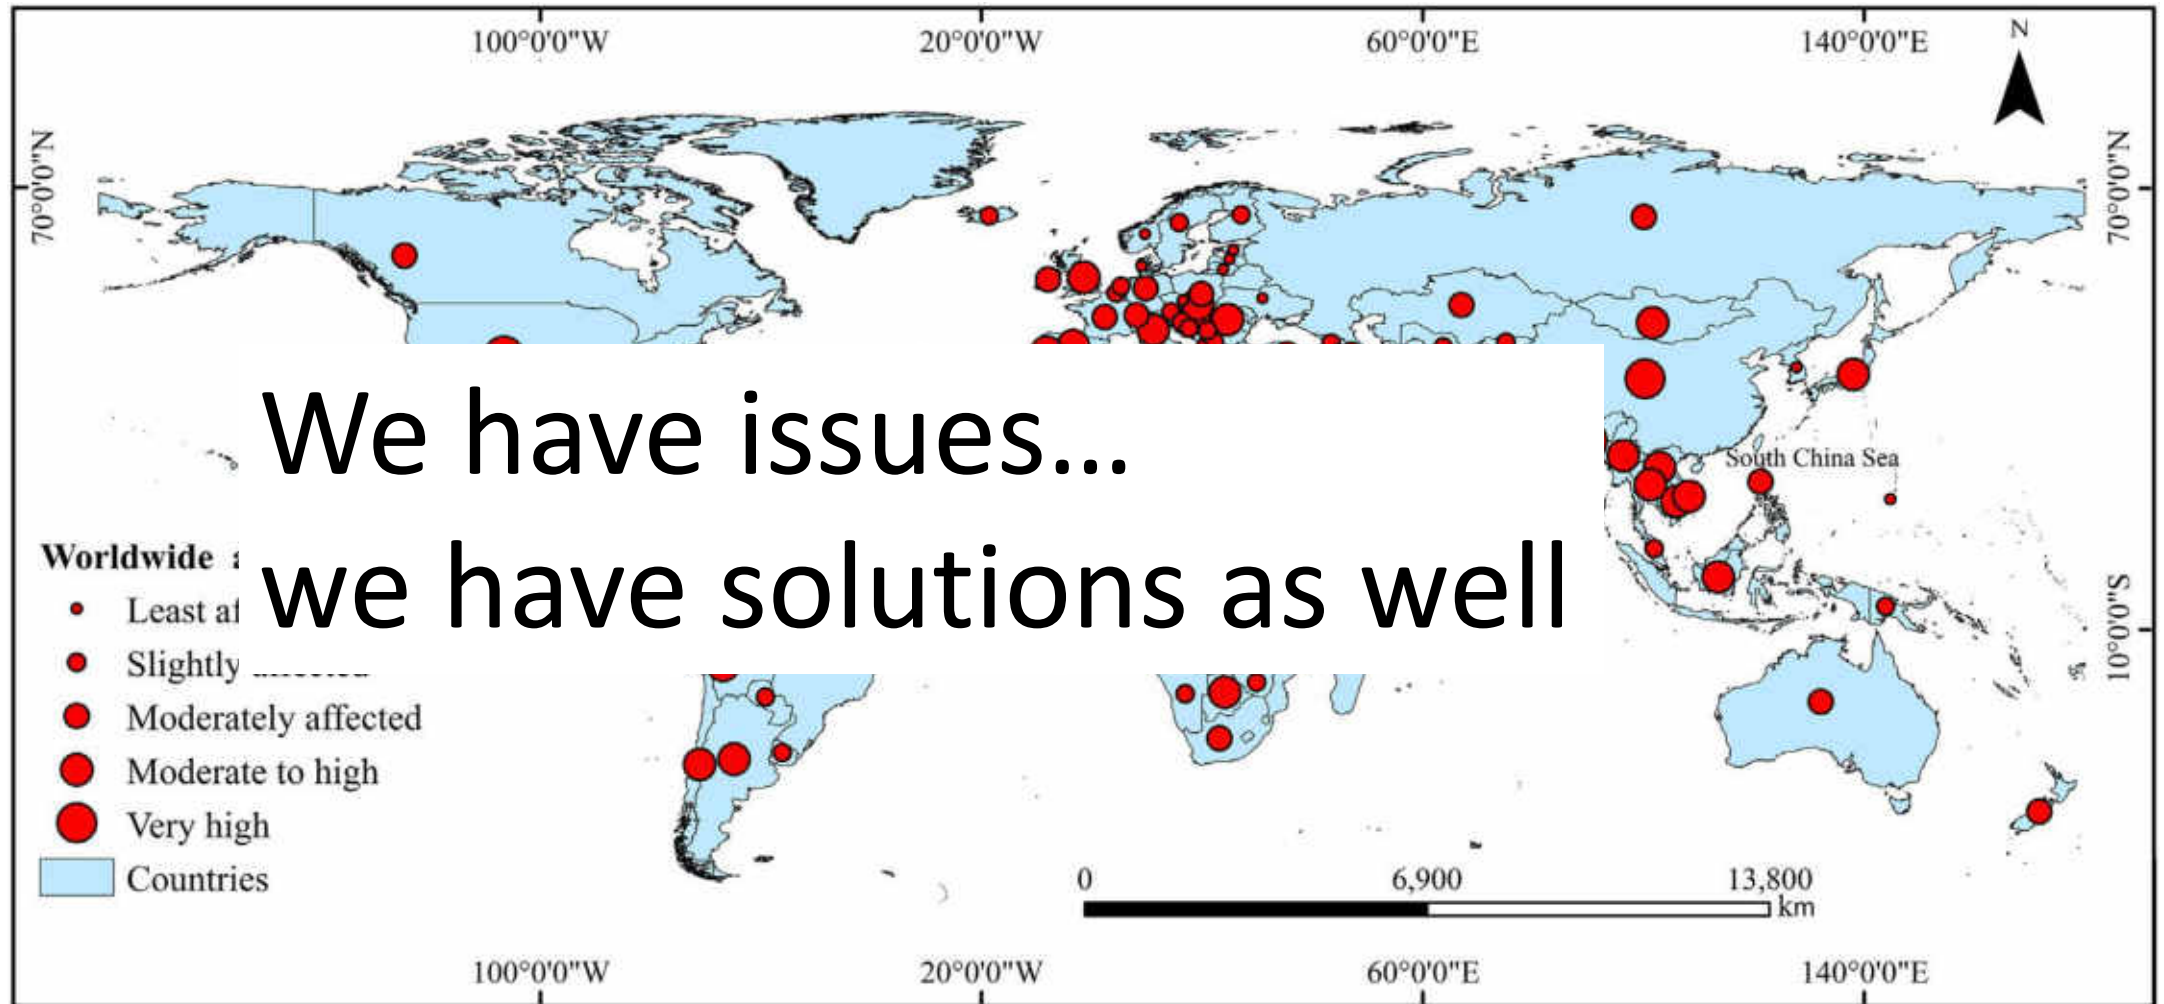 100°0'0"W 20°0'0"W 60°0'0"E 140°0'0"E
N
70°0'0"N 70°0'0"N
We have issues...
we have solutions as well
South China Sea
Worldwide
Least
Slightly
Moderately affected
Moderate to high
Very high
Countries
10°0'0"S
0 6,900 13,800
km
100°0'0"W 20°0'0"W 60°0'0"E 140°0'0"E